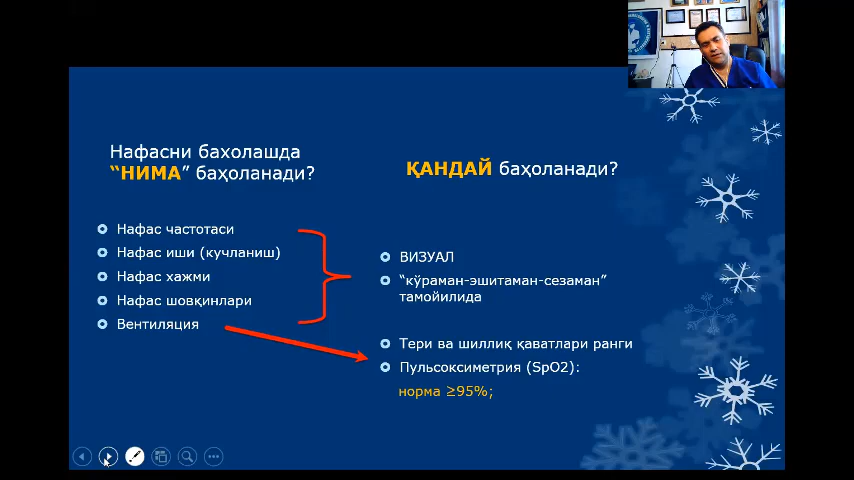 Нафасни бахолашда
“НИМА” баҳоланади?
Нафас частотаси
Нафас иши (кучланиш)
Нафас хажми
Нафас шовқинлари
Вентиляция
ҚАНДАЙ баҳоланади?
ВИЗУАЛ
“кўраман-эшитаман-сезаман”
тамойилида
Тери ва шиллиқ қаватлари ранги
Пульсоксиметрия (SpO2):
норма ≥95%;